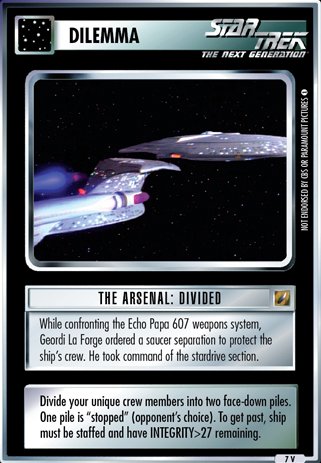 DILEMMA
STAR TREK
THE NEXT GENERATION
NOT ENDORSED BY CBS OR PARAMOUNT PICTURES
THE ARSENAL: DIVIDED
While confronting the Echo Papa 607 weapons system,
Geordi La Forge ordered a saucer separation to protect the
ship's crew. He took command of the stardrive section.
Divide your unique crew members into two face-down piles.
One pile is "stopped" (opponent's choice). To get past, ship
must be staffed and have INTEGRITY>27 remaining.
7 V